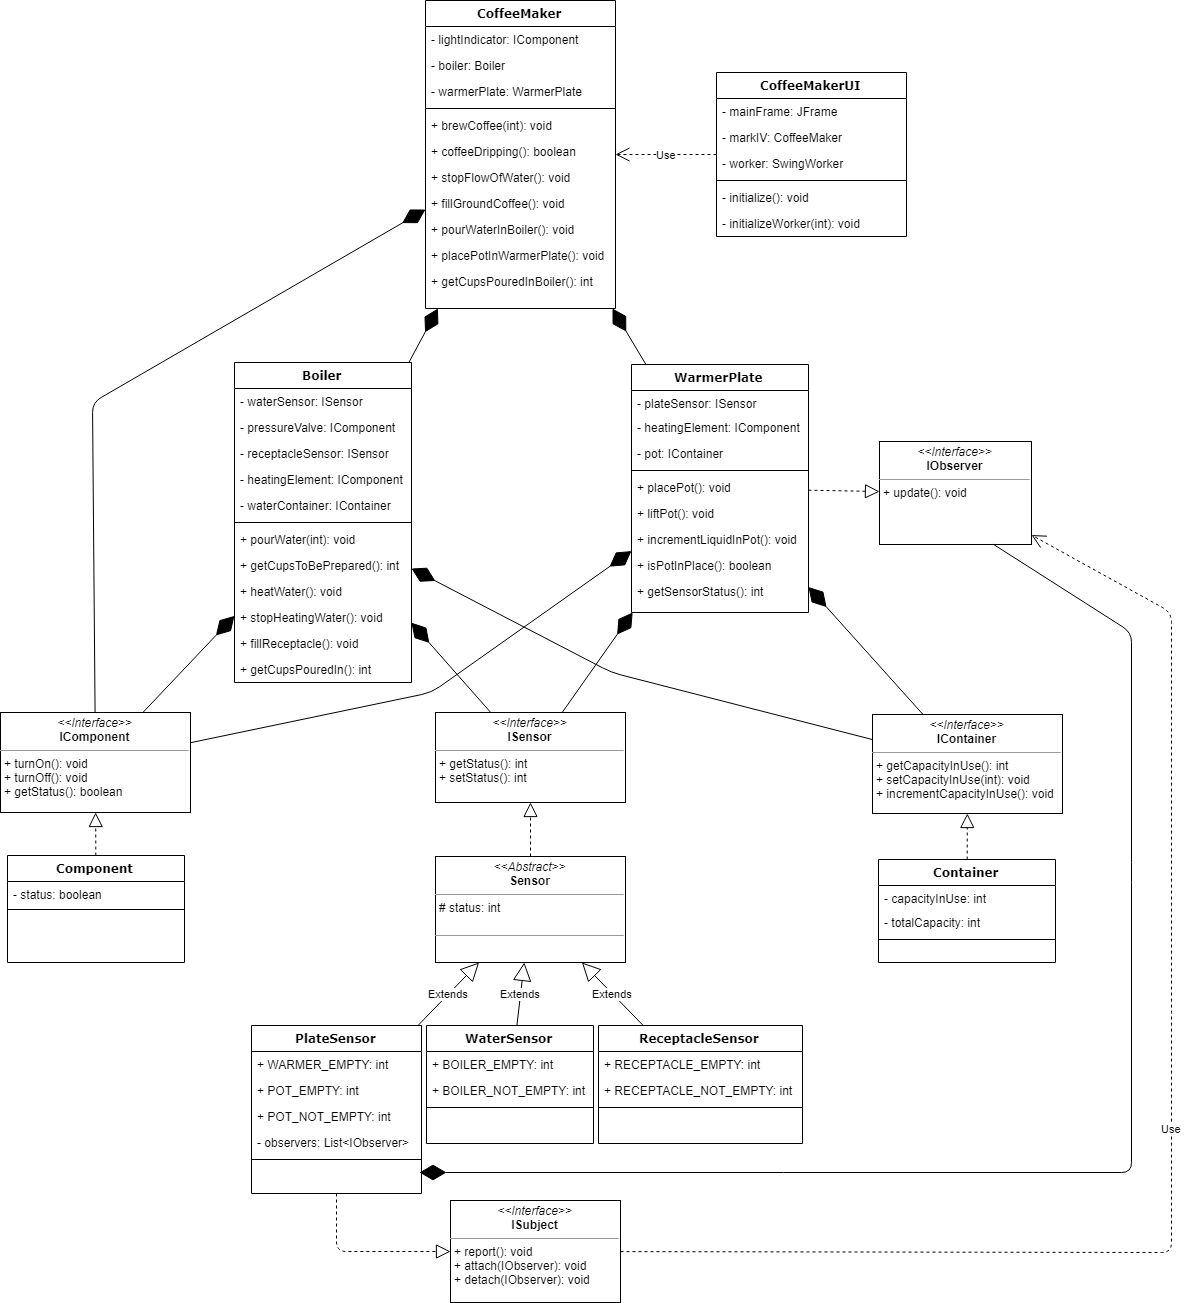 CoffeeMaker
- lightIndicator: IComponent
- boiler: Boiler
- warmerPlate: WarmerPlate
+ brewCoffee(int): void
+ coffeeDripping(): boolean
+ stopFlowOfWater(): void
+ fillGroundCoffee(): void
+ pourWaterInBoiler(): void
+ placePotInWarmerPlate(): void
+ getCupsPouredInBoiler(): int
CoffeeMakerUI
- mainFrame: JFrame
- markIV: CoffeeMaker
- worker: SwingWorker
- initialize(): void
- initializeWorker(int): void
Use
Boiler
- waterSensor: ISensor
- pressureValve: IComponent
- receptacleSensor: ISensor
- heatingElement: IComponent
- waterContainer: IContainer
+ pourWater(int): void
+ getCupsToBePrepared(): int
+ heatWater(): void
+ stopHeatingWater(): void
+ fillReceptacle(): void
+ getCupsPouredIn(): int
WarmerPlate
- plateSensor: ISensor
- heatingElement: IComponent
- pot: IContainer
+ placePot(): void
+ liftPot(): void
+ incrementLiquidInPot(): void
+ isPotInPlace(): boolean
+ getSensorStatus(): int
<<Interface>>
IObserver
+ update(): void
<<Interface>>
IComponent
+ turnOn(): void
+ turnOff(): void
+ getStatus(): boolean
<<Interface>>
ISensor
+ getStatus(): int
+ setStatus(): int
<<Interface>>
IContainer
+ getCapacityInUse(): int
+ setCapacityInUse(int): void
+ incrementCapacityInUse(): void
Component
- status: boolean
<<Abstract>>
Sensor
# status: int
Container
- capacityInUse: int
- totalCapacity: int
Extends
Extends
Extends
PlateSensor
+ WARMER_EMPTY: int
+ POT_EMPTY: int
+ POT_NOT_EMPTY: int
- observers: List<IObserver>
WaterSensor
+ BOILER_EMPTY: int
+ BOILER_NOT_EMPTY: int
ReceptacleSensor
+ RECEPTACLE_EMPTY: int
+ RECEPTACLE_NOT_EMPTY: int
Use
<<Interface>>
ISubject
+ report(): void
+ attach(IObserver): void
+ detach(IObserver): void